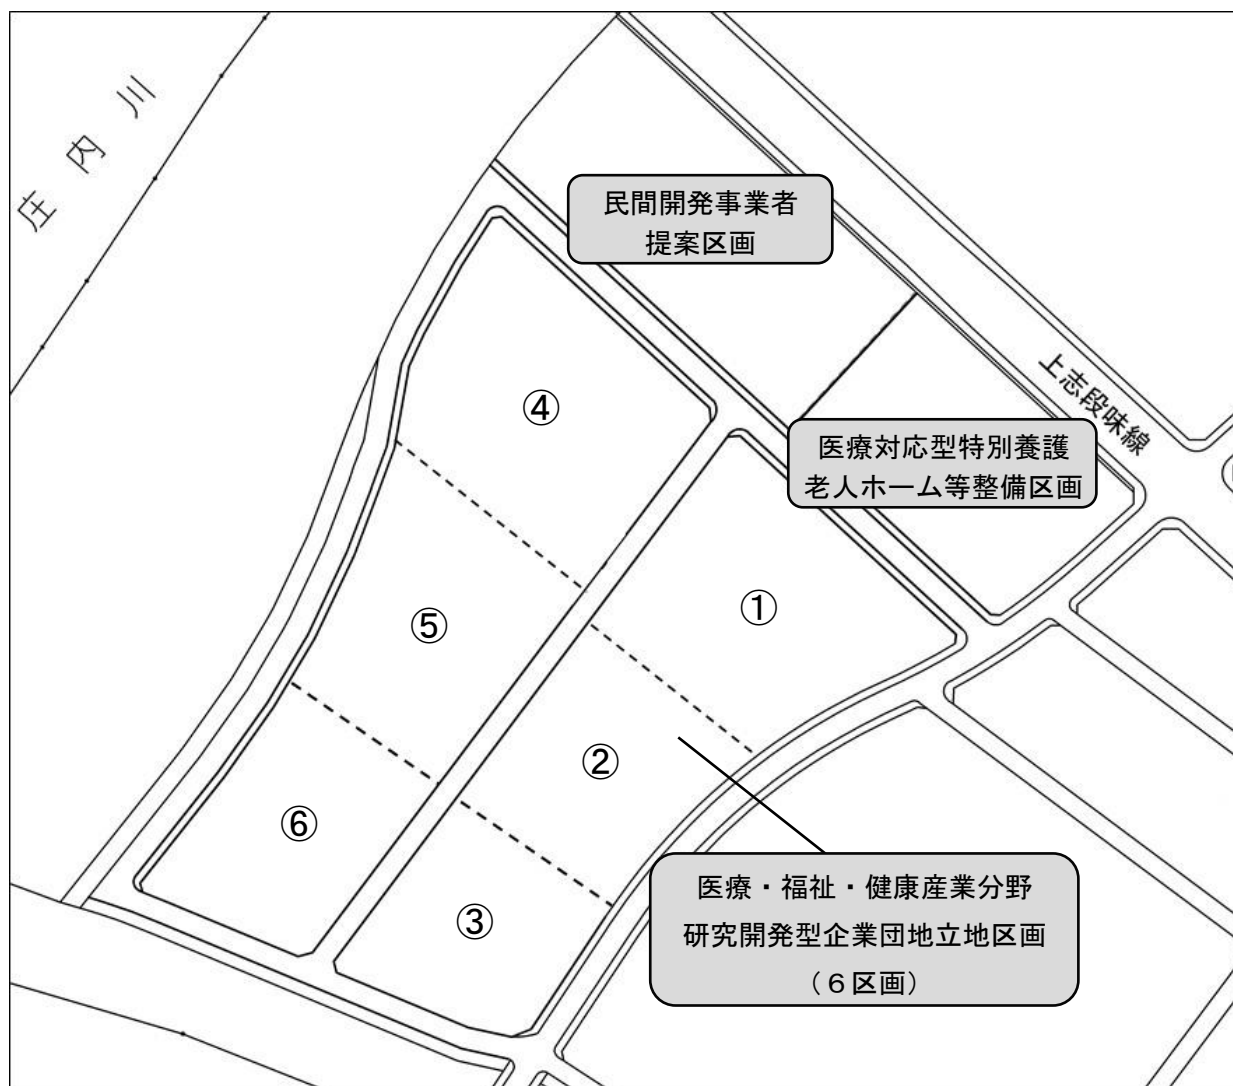 庄内川
民間開発事業者
提案区画
上志段味線
医療対応型特別養護
老人ホーム等整備区画
④
①
⑤
②
⑥
③
医療・福祉・健康産業分野
研究開発型企業団地立地区画
（６区画）